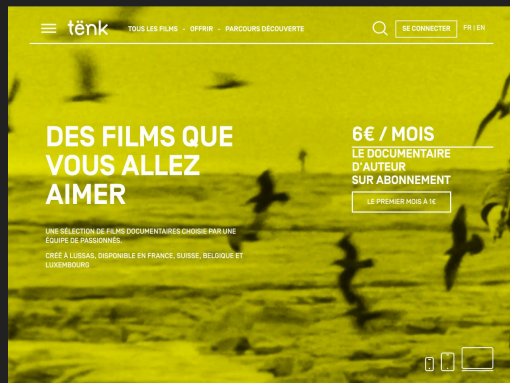 tënk
TOUS LES FILMS - OFFRIR - PARCOURS DÉCOUVERTE
SE CONNECTER
FR | EN
DES FILMS QUE
VOUS ALLEZ
AIMER
UNE SÉLECTION DE FILMS DOCUMENTAIRES CHOISIE PAR UNE
ÉQUIPE DE PASSIONNÉS.
CRÉÉ À LUSSAS, DISPONIBLE EN FRANCE, SUISSE, BELGIQUE ET
LUXEMBOURG
6€ / MOIS
LE DOCUMENTAIRE
D'AUTEUR
SUR ABONNEMENT
LE PREMIER MOIS À 1€